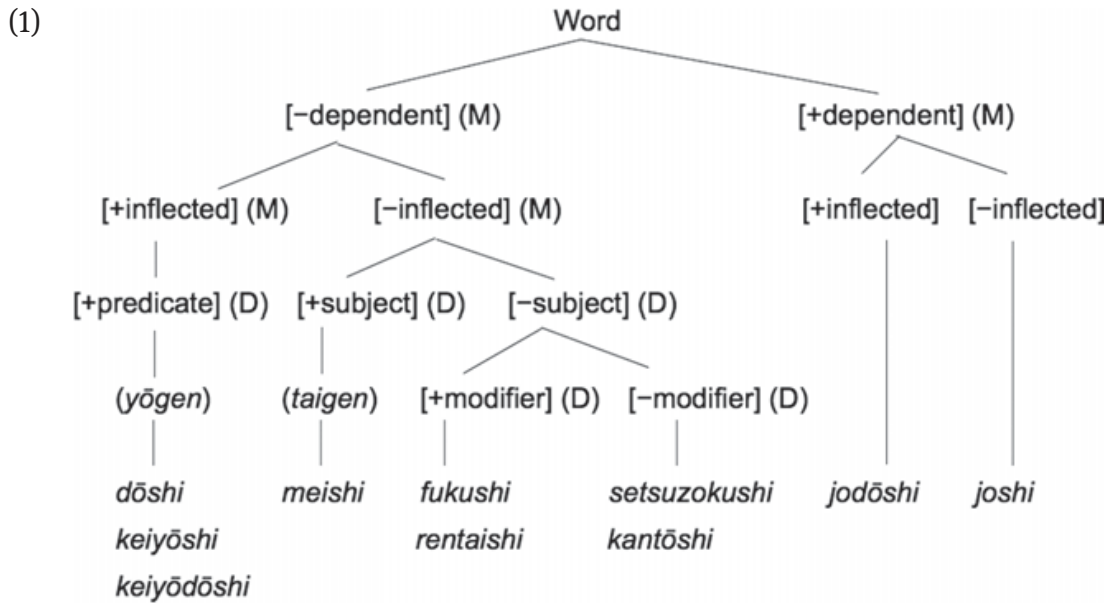 (1)
Word
[−dependent] (M) [+dependent] (M)
[+inflected] (M) [−inflected] (M) [+inflected] [−inflected]
[+predicate] (D) [+subject] (D) [−subject] (D)
(yōgen) (taigen) [+modifier] (D) [−modifier] (D)
dōshi meishi fukushi setsuzokushi jodōshi joshi
keiyōshi rentaishi kantōshi
keiyōdōshi